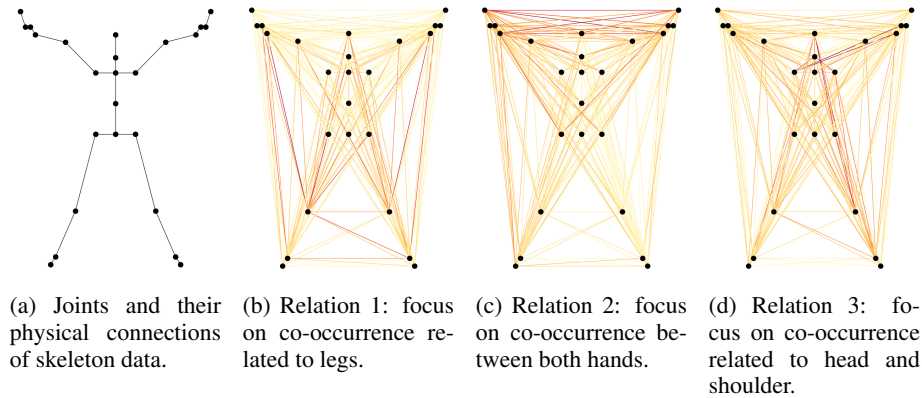 (a) Joints and their
physical connections
of skeleton data.
(b) Relation 1: focus
on co-occurrence re-
lated to legs.
(c) Relation 2: focus
on co-occurrence be-
tween both hands.
(d) Relation 3: fo-
cus on co-occurrence
related to head and
shoulder.